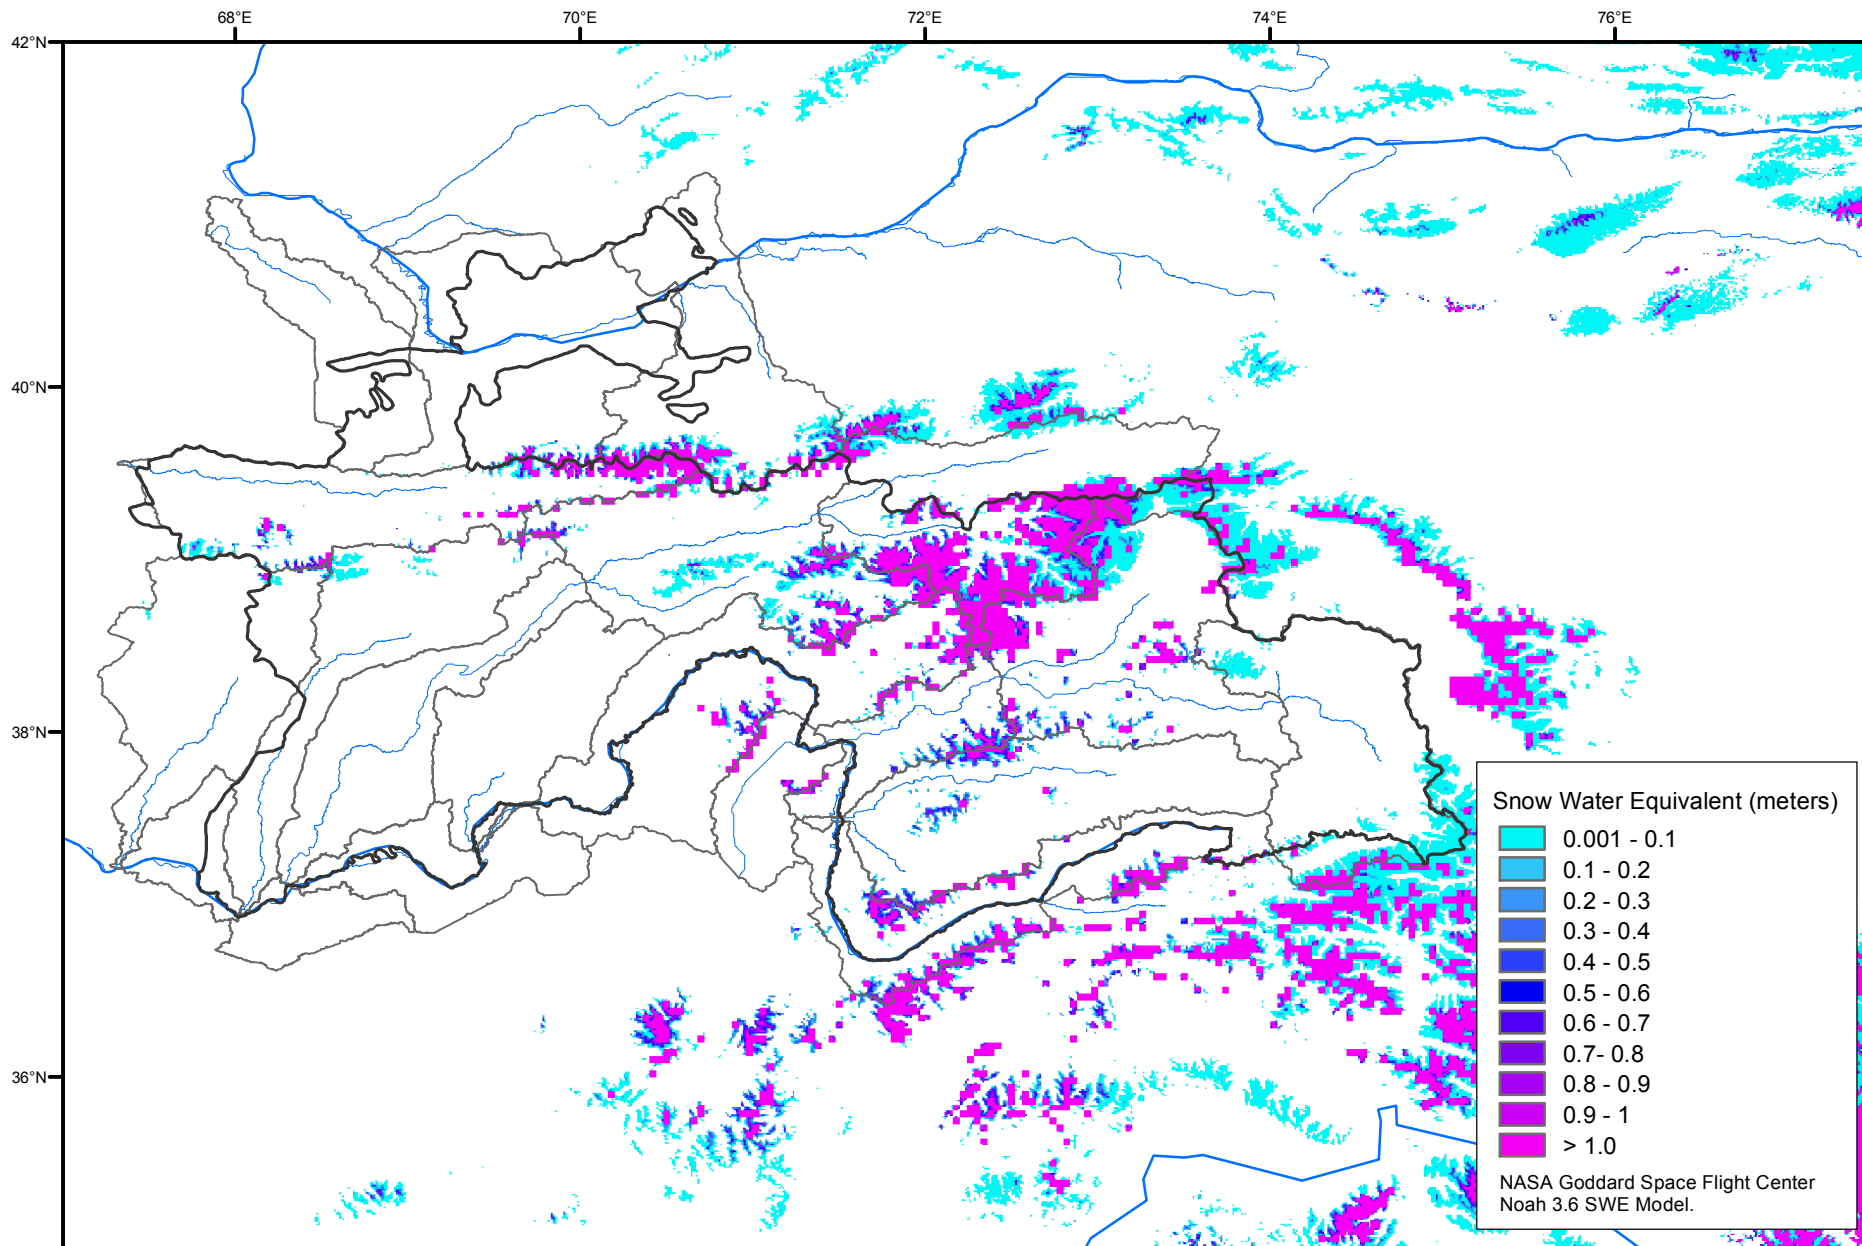 68°E
70°E
72°E
74°E
76°E
42°N
40°N
38°N
36°N
Snow Water Equivalent (meters)
0.001 - 0.1
0.1 - 0.2
0.2 - 0.3
0.3 - 0.4
0.4 - 0.5
0.5 - 0.6
0.6 - 0.7
0.7- 0.8
0.8 - 0.9
0.9 - 1
> 1.0
NASA Goddard Space Flight Center
Noah 3.6 SWE Model.